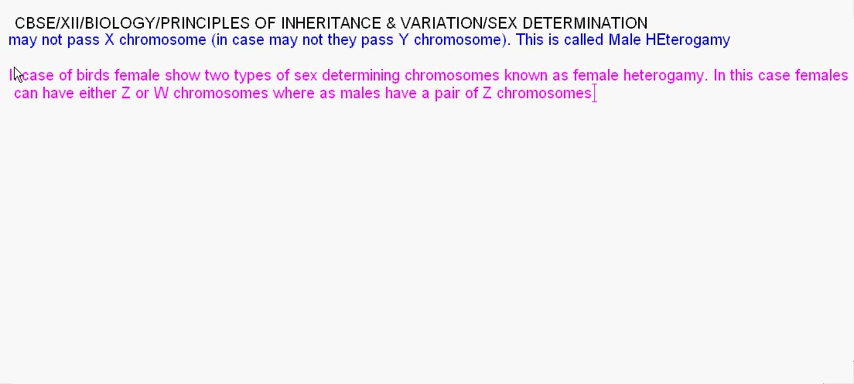 CBSE/XII/BIOLOGY/PRINCIPLES OF INHERITANCE & VARIATION/SEX DETERMINATION
may not pass X chromosome (in case may not they pass Y chromosome). This is called Male HEterogamy
case of birds female show two types of sex determining chromosomes known as female heterogamy. In this case females
can have either Z or W chromosomes where as males have a pair of Z chromosomes